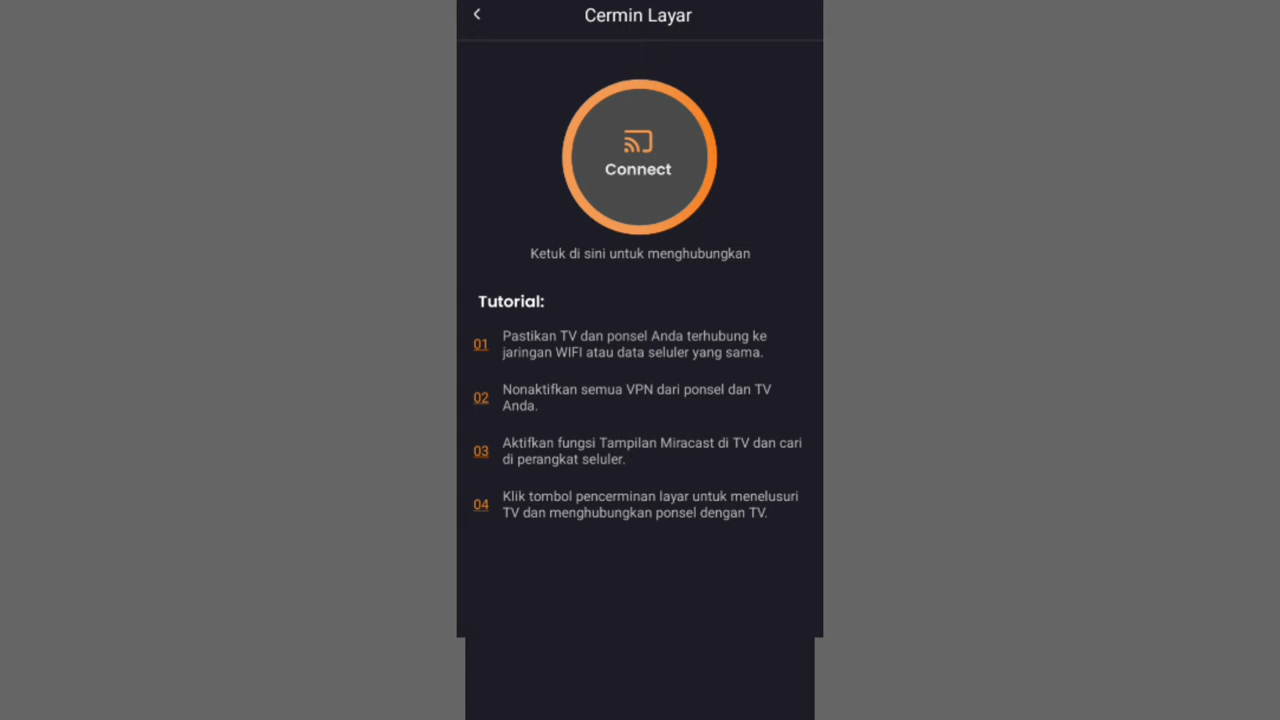 Cermin Layar
Connect
Ketuk di sini untuk menghubungkan
Tutorial:
01 Pastikan TV dan ponsel Anda terhubung ke
jaringan WIFI atau data seluler yang sama.
02 Nonaktifkan semua VPN dari ponsel dan TV
Anda.
03 Aktifkan fungsi Tampilan Miracast di TV dan cari
di perangkat seluler.
04 Klik tombol pencerminan layar untuk menelusuri
TV dan menghubungkan ponsel dengan TV.